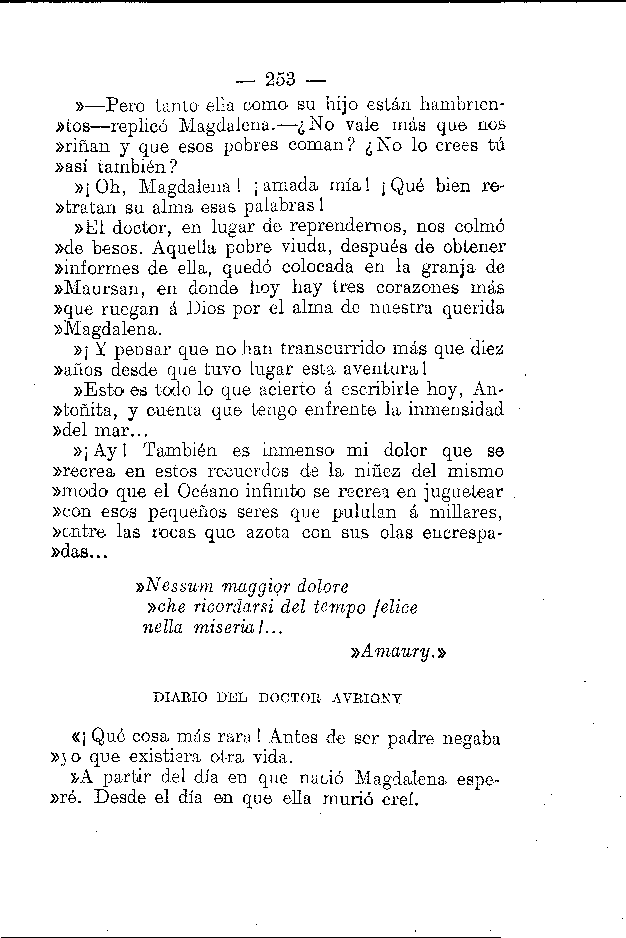 — 253 —
»—Pero tanto ella como su hijo están hambrien-
»tos—replicó Magdalena.—¿No vale más que nos
»riñan y que esos pobres coman? ¿No lo crees tú
»así también?
»¡Oh, Magdalena! ¡amada mía! ¡Qué bien re-
»tratan su alma esas palabras!
»El doctor, en lugar de reprendernos, nos colmó
»de besos. Aquella pobre viuda, después de obtener
»informes de ella, quedó colocada en la granja de
»Maursan, en donde hoy hay tres corazones más
»que ruegan á Dios por el alma de nuestra querida
»Magdalena.
»¡Y pensar que no han transcurrido más que diez
»años desde que tuvo lugar esta aventura!
»Esto es todo lo que acierto á escribirle hoy, An-
»toñita, y cuenta que tengo enfrente la inmensidad
»del mar...
»¡Ay! También es inmenso mi dolor que se
»recrea en estos recuerdos de la niñez del mismo
»modo que el Océano infinito se recrea en juguetear
»con esos pequeños seres que pululan á millares,
»entre las rocas que azota con sus olas encrespa-
»das...
»Nessum maggior dolore
»che ricordarsi del tempo felice
nella miseria!...
»Amaury.»
DIARIO DEL DOCTOR AVRIGNY
«¡Qué cosa más rara! Antes de ser padre negaba
»yo que existiera otra vida.
»A partir del día en que nació Magdalena espe-
»ré. Desde el día en que ella murió creí.